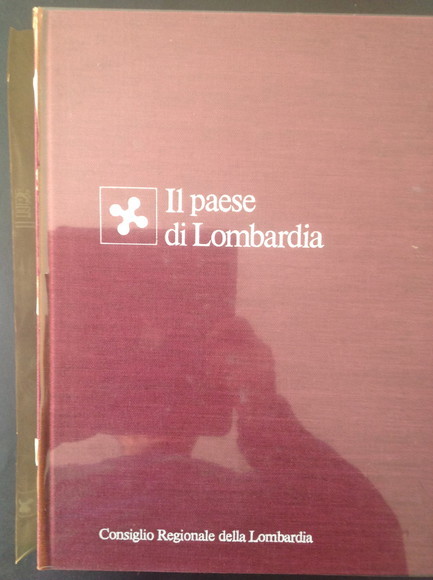 Il paese
di Lombardia
Consiglio Regionale della Lombardia